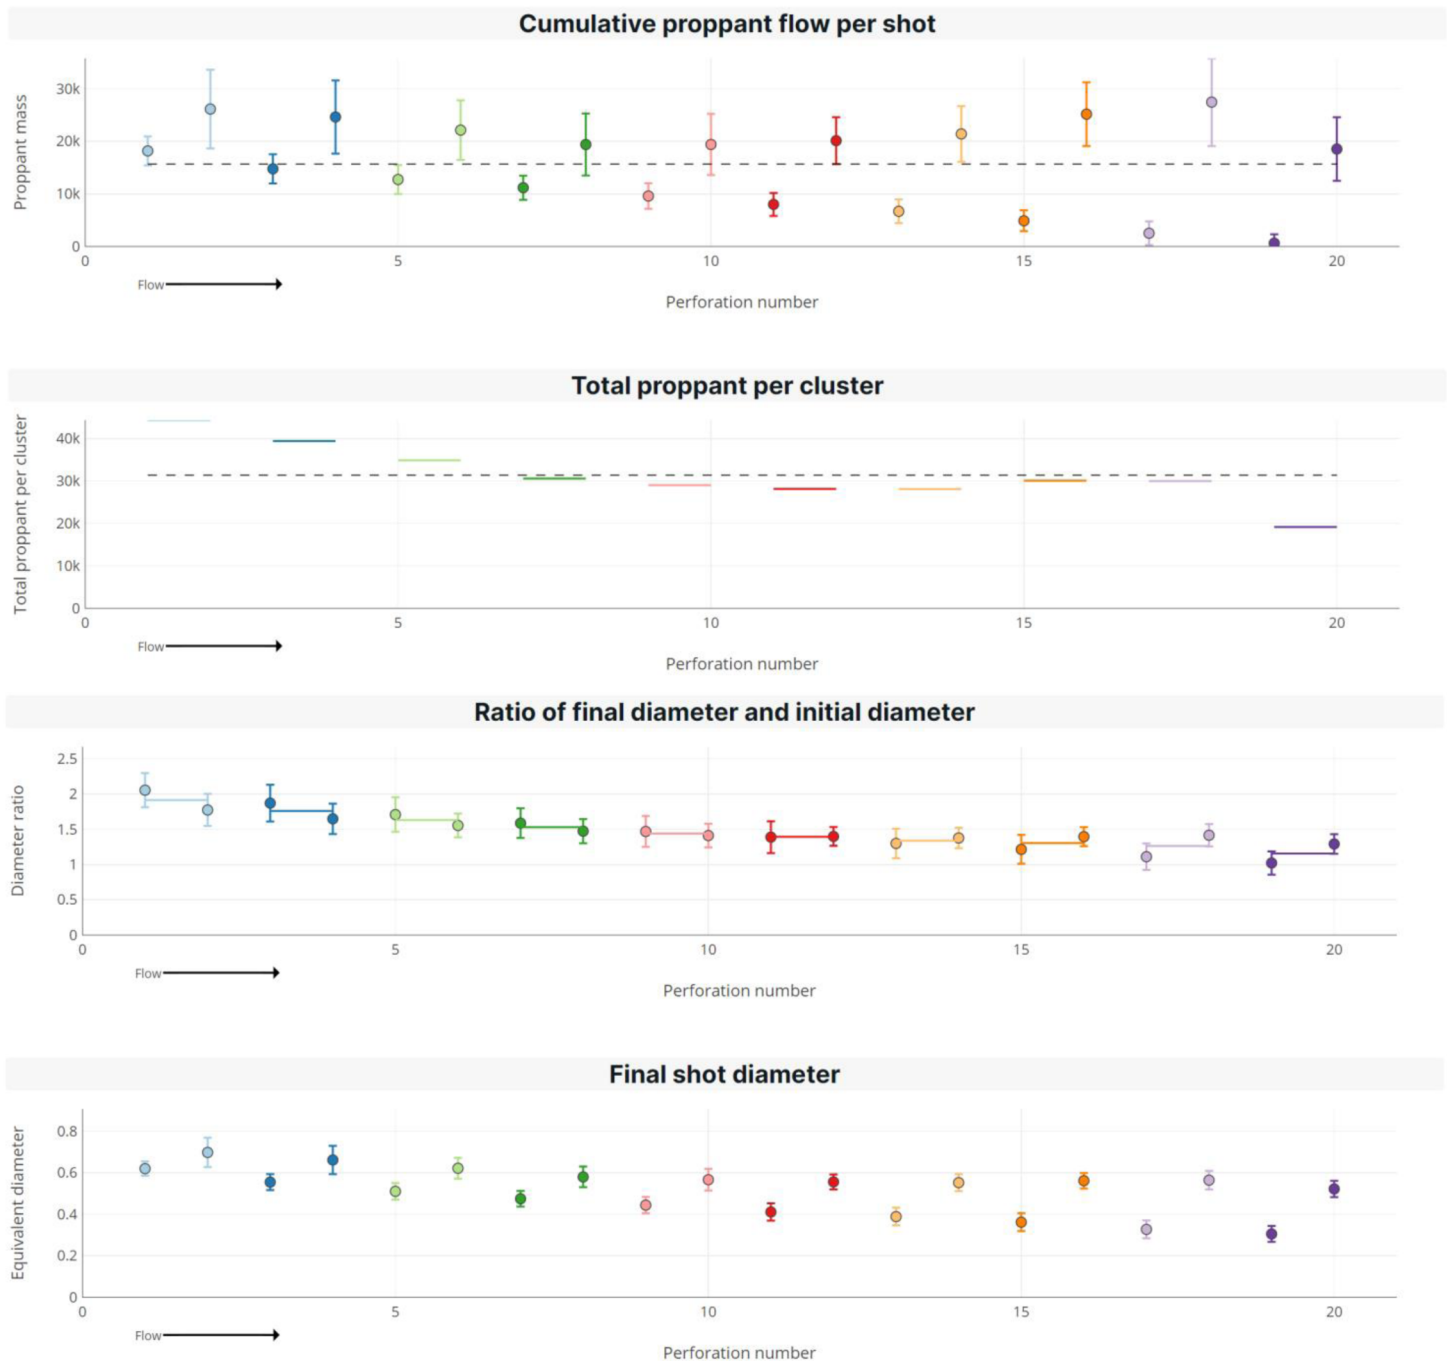 Cumulative proppant flow per shot
Proppant mass
30k
20k
10k
0
0 5 10 15 20
Flow
Perforation number
Total proppant per cluster
Total proppant per cluster
40k
30k
20k
10k
0
0 5 10 15 20
Flow
Perforation number
Ratio of final diameter and initial diameter
Diameter ratio
2.5
2
1.5
1
0.5
0
0 5 10 15 20
Flow
Perforation number
Final shot diameter
Equivalent diameter
0.8
0.6
0.4
0.2
0
0 5 10 15 20
Flow
Perforation number